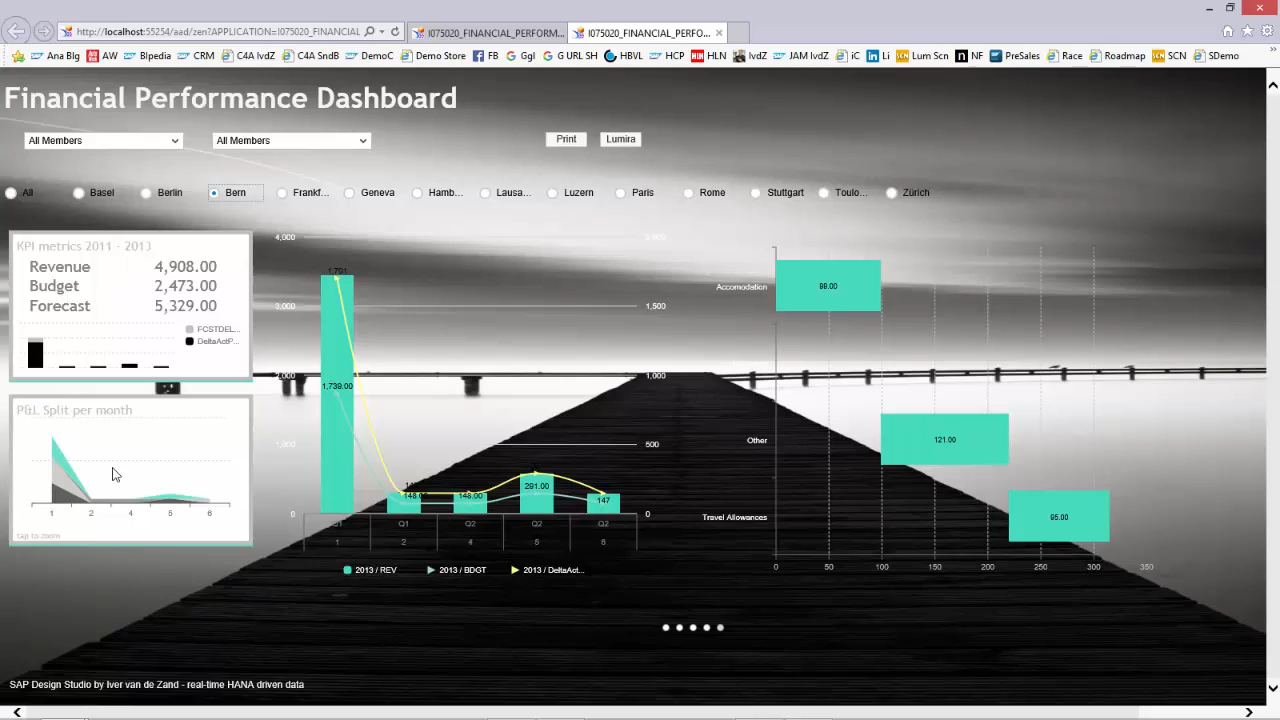 http://localhost:55254/aad/zen?APPLICATION=I075020_FINANCIAL
I075020_FINANCIAL_PERFORM...
I075020_FINANCIAL_PERFO...
Ana Blg AW BIpedia CRM C4A IvdZ C4A SndB DemoC Demo Store FB Ggl G URL SH HBVL HCP HLN IvdZ JAM IvdZ iC Li Lum Scn NF PreSales Race Roadmap SCN SDemo
Financial Performance Dashboard
All Members All Members Print Lumira
All Basel Berlin Bern Frankf... Geneva Hamb... Lausa... Luzern Paris Rome Stuttgart Toulo... Zürich
KPI metrics 2011 - 2013
Revenue 4,908.00
Budget 2,473.00
Forecast 5,329.00
FCSTDEL...
DeltaActP...
P&L Split per month
1 2 4 5 6
Tap to zoom
4,000
3,000 1,500
2,000 1,000
500
0 0
1,791
1,739.00
148.00 148.00 291.00 147
Q1 Q1 Q2 Q2 Q2
1 2 4 5 6
2013 / REV 2013 / BDGT 2013 / DeltaAct...
Accomodation 99.00
Other 121.00
Travel Allowances 95.00
0 50 100 150 200 250 300 350
SAP Design Studio by Iver van de Zand - real-time HANA driven data